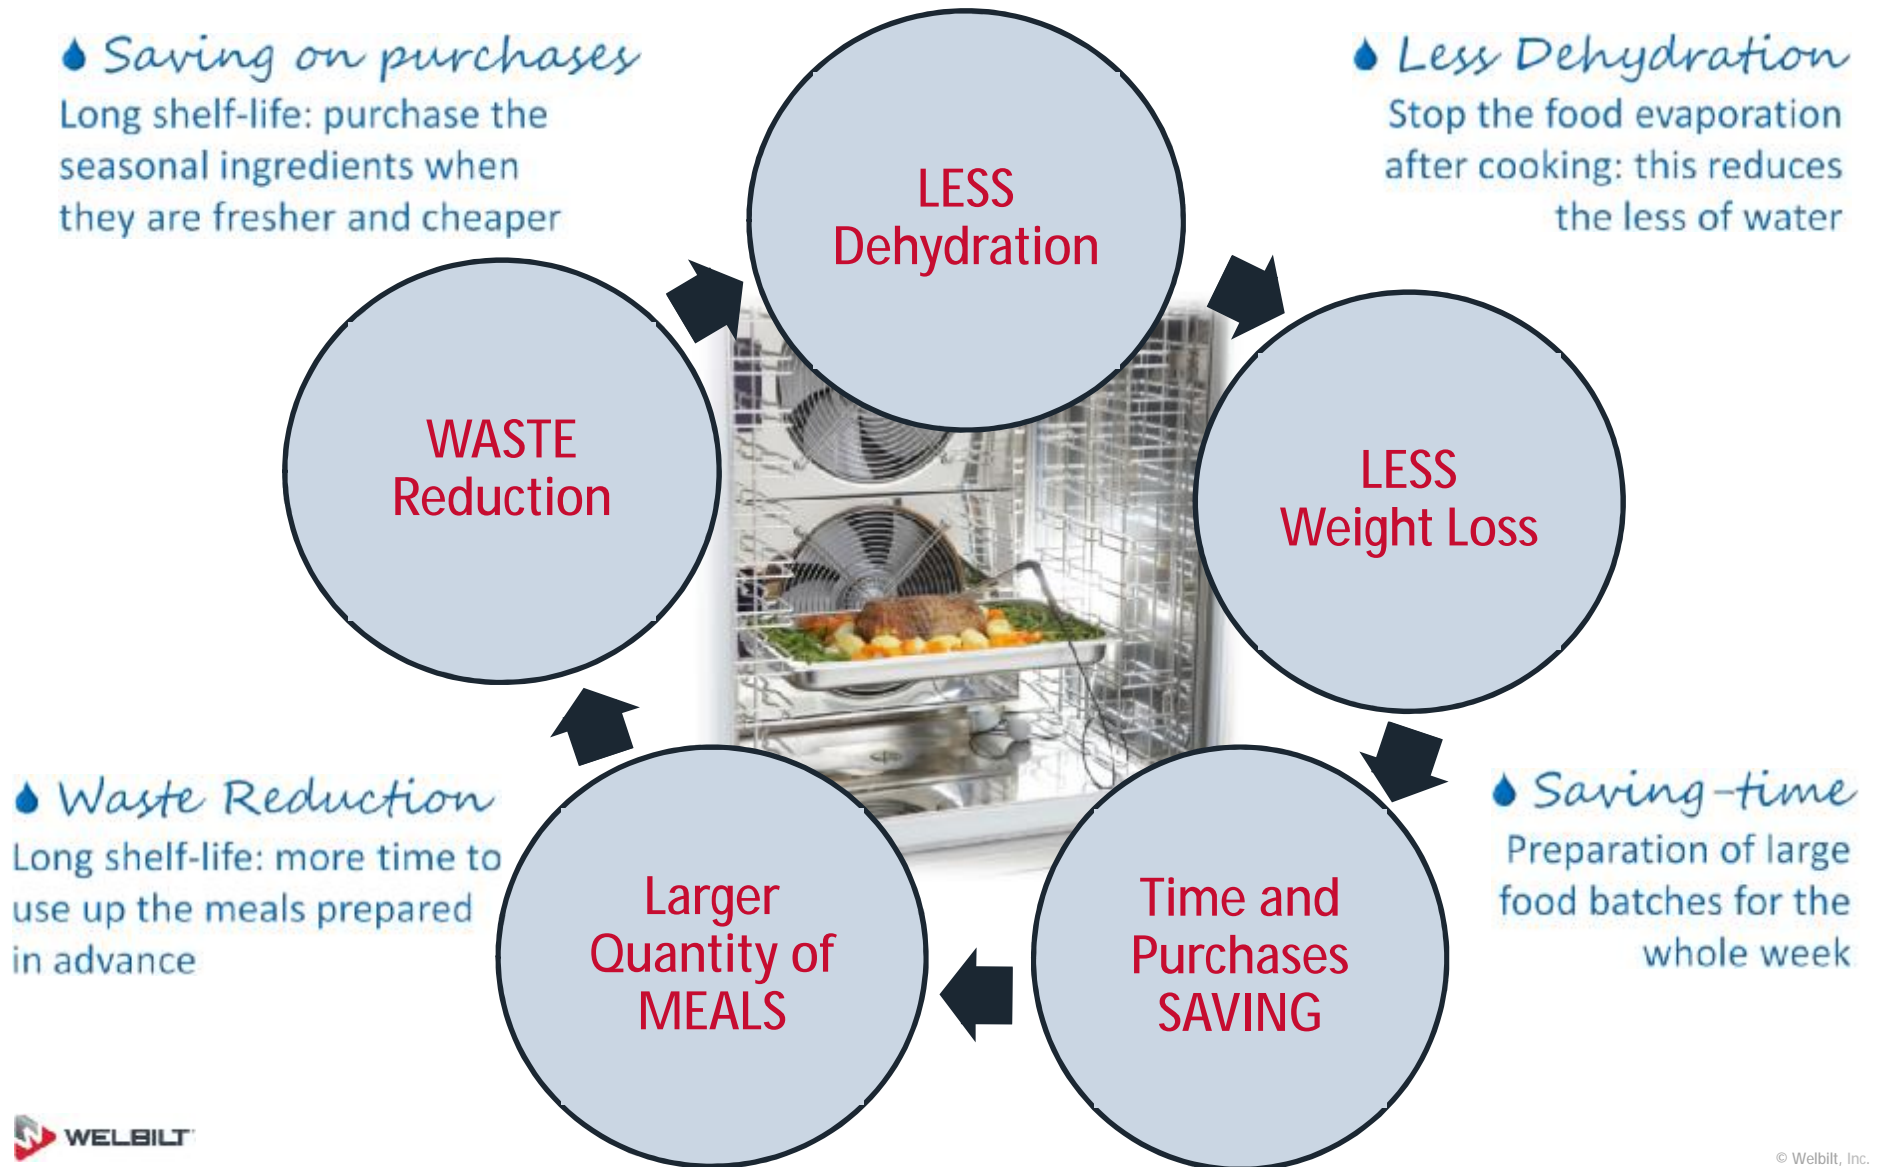 Saving on purchases
Long shelf-life: purchase the
seasonal ingredients when
they are fresher and cheaper
Less Dehydration
Stop the food evaporation
after cooking: this reduces
the less of water
LESS
Dehydration
WASTE
Reduction
LESS
Weight Loss
Waste Reduction
Long shelf-life: more time to
use up the meals prepared
in advance
Larger
Quantity of
MEALS
Time and
Purchases
SAVING
Saving-time
Preparation of large
food batches for the
whole week
WELBILT
© Welbilt, Inc.